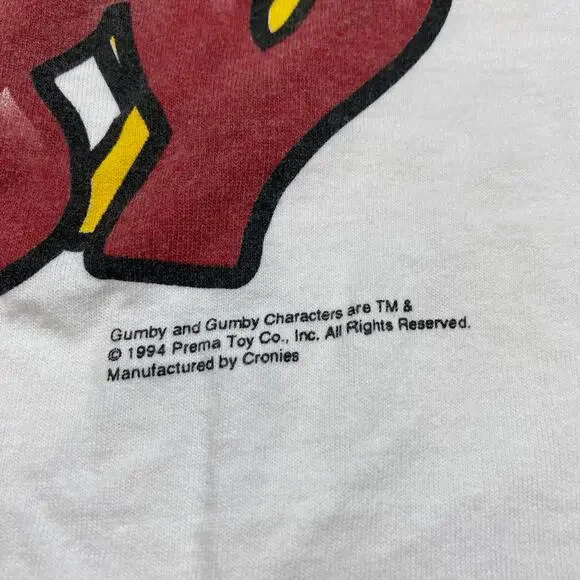 Gumby and Gumby Characters are TM &
© 1994 Prema Toy Co., Inc. All Rights Reserved.
Manufactured by Cronies